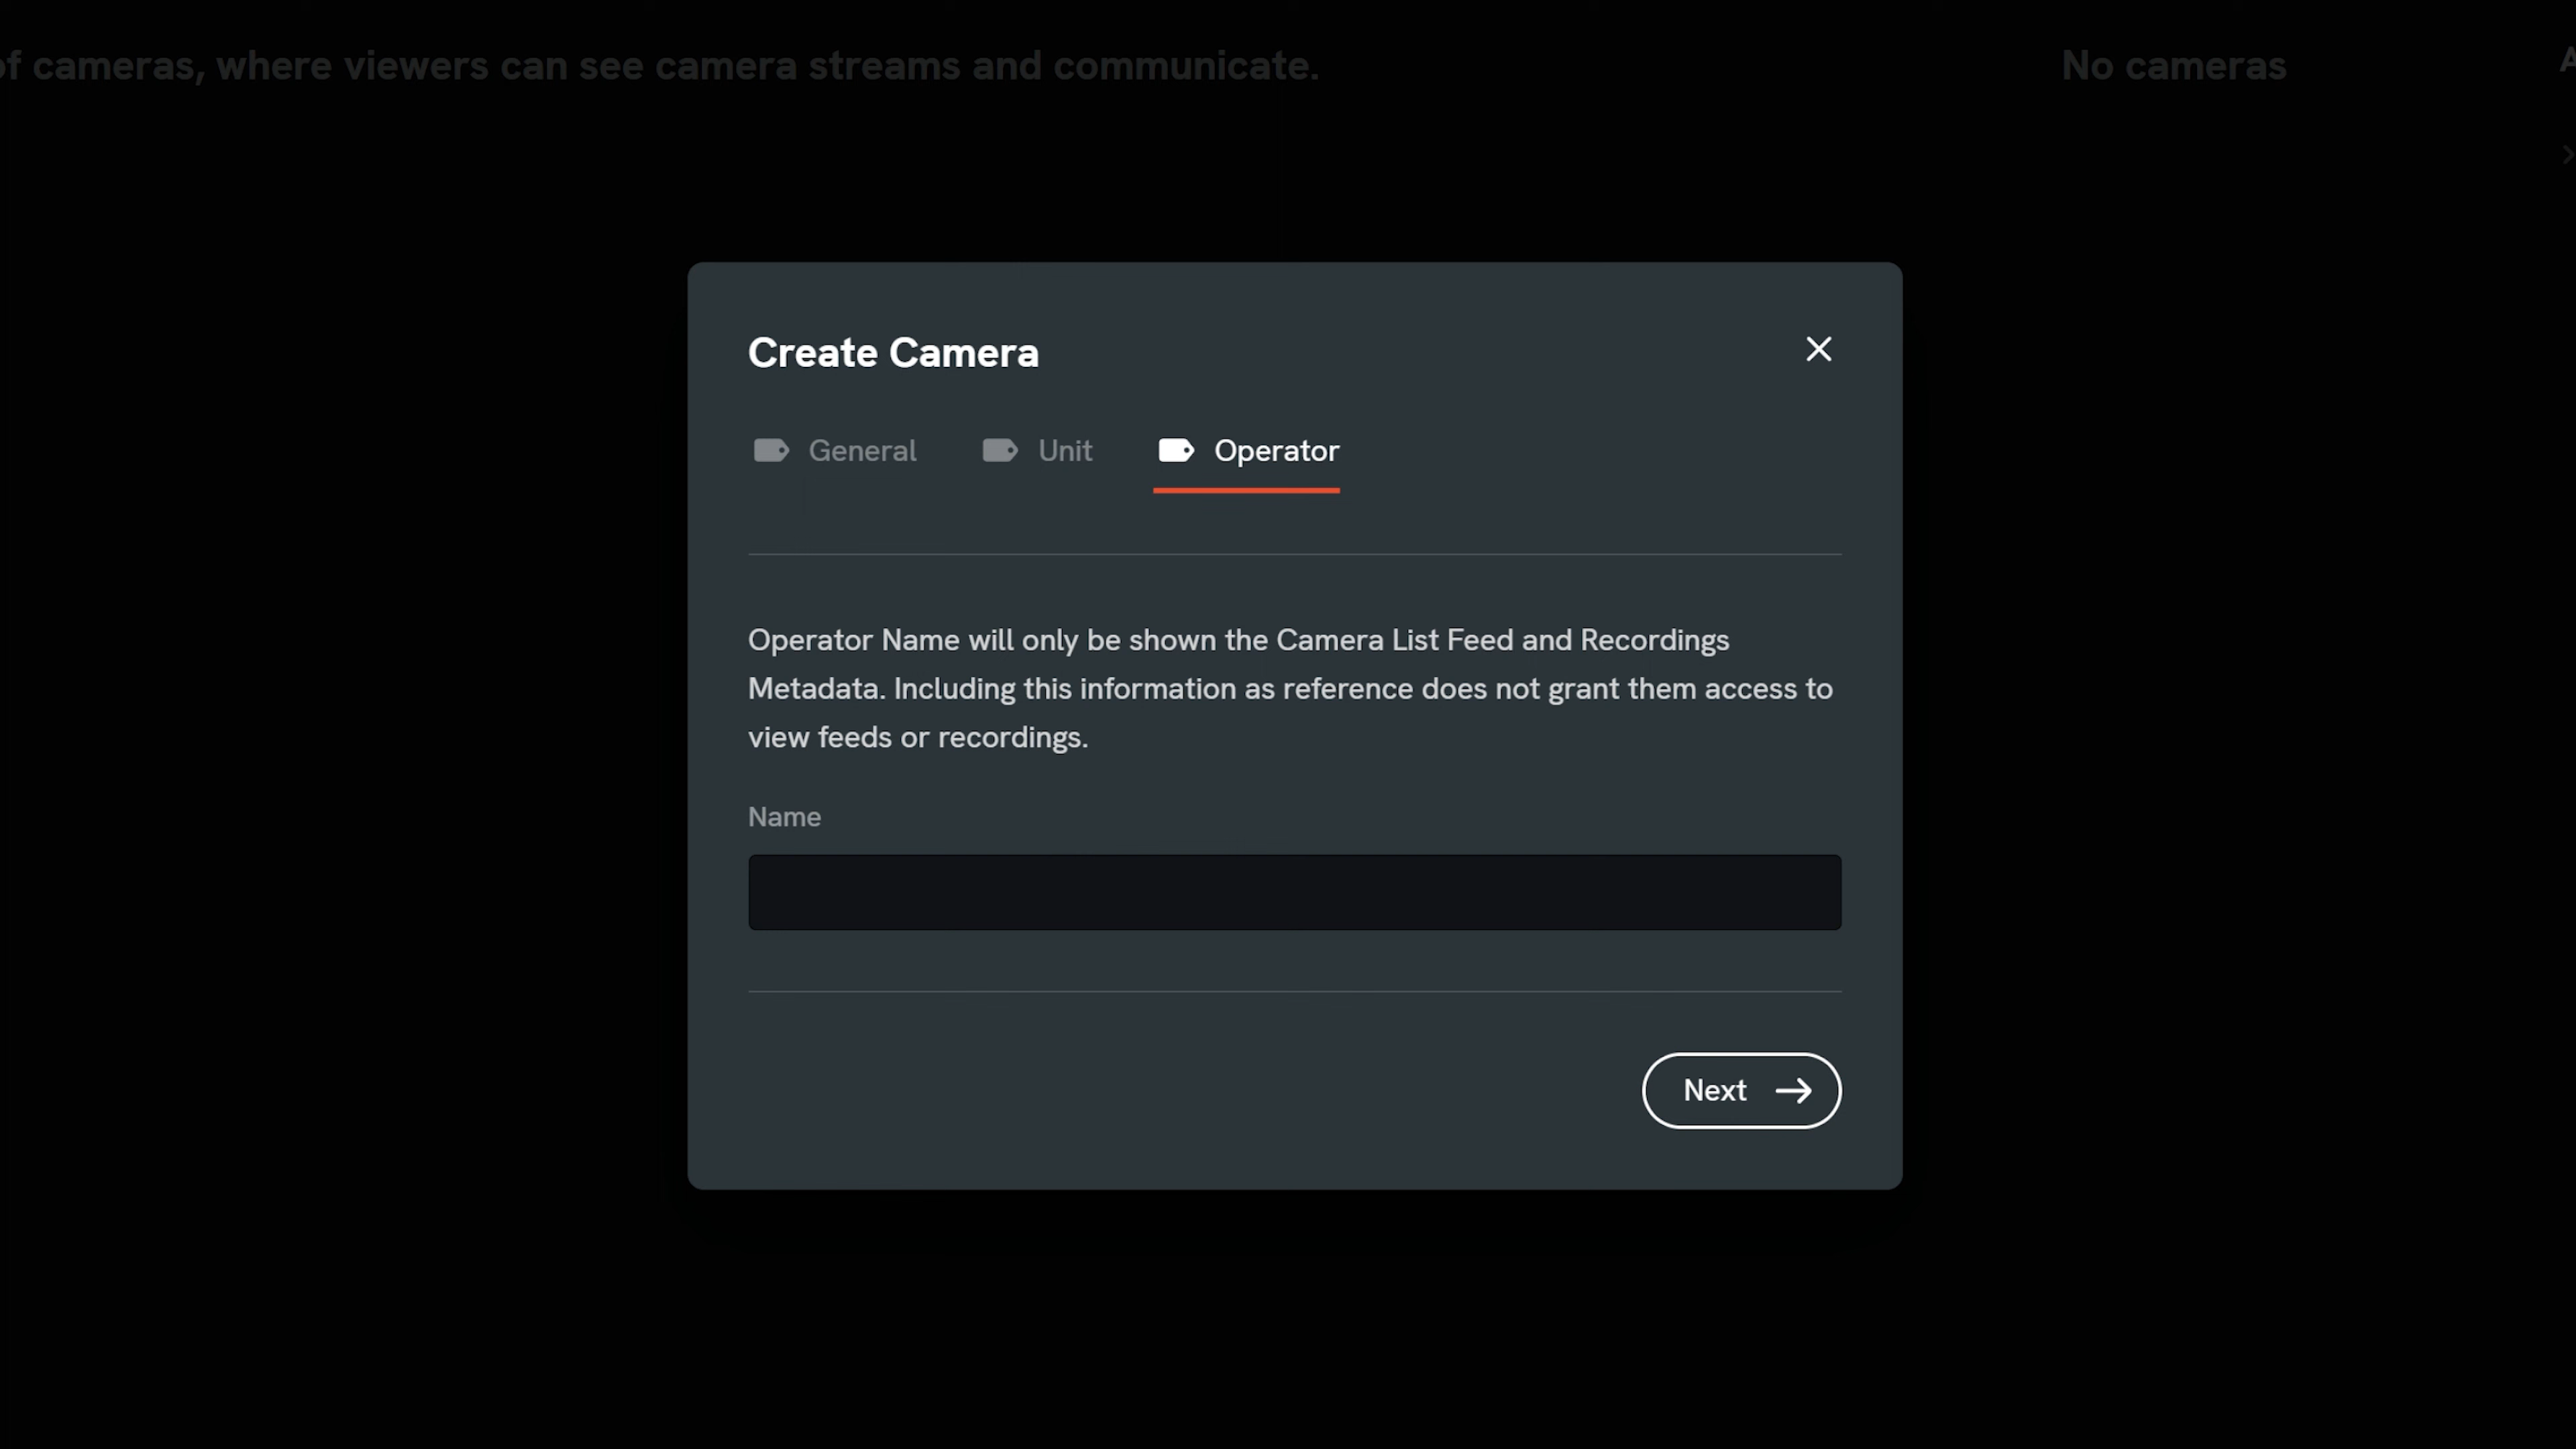 of cameras, where viewers can see camera streams and communicate.
No cameras
Create Camera
General
Unit
Operator
Operator Name will only be shown the Camera List Feed and Recordings
Metadata. Including this information as reference does not grant them access to
view feeds or recordings.
Name
Next